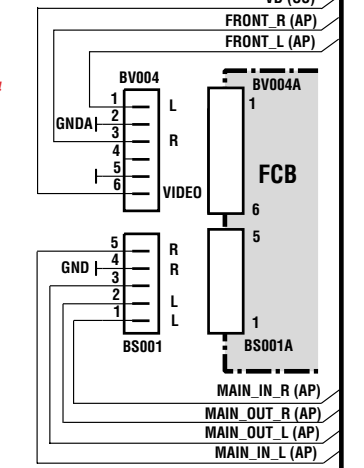 FRONT_R (AP)
FRONT_L (AP)
BV004
BV004A
1
L
1
2
GNDA
3
R
4
FCB
5
6
VIDEO
6
5
R
5
GND
4
R
3
2
L
1
L
1
BS001
BS001A
MAIN_IN_R (AP)
MAIN_OUT_R (AP)
MAIN_OUT_L (AP)
MAIN_IN_L (AP)